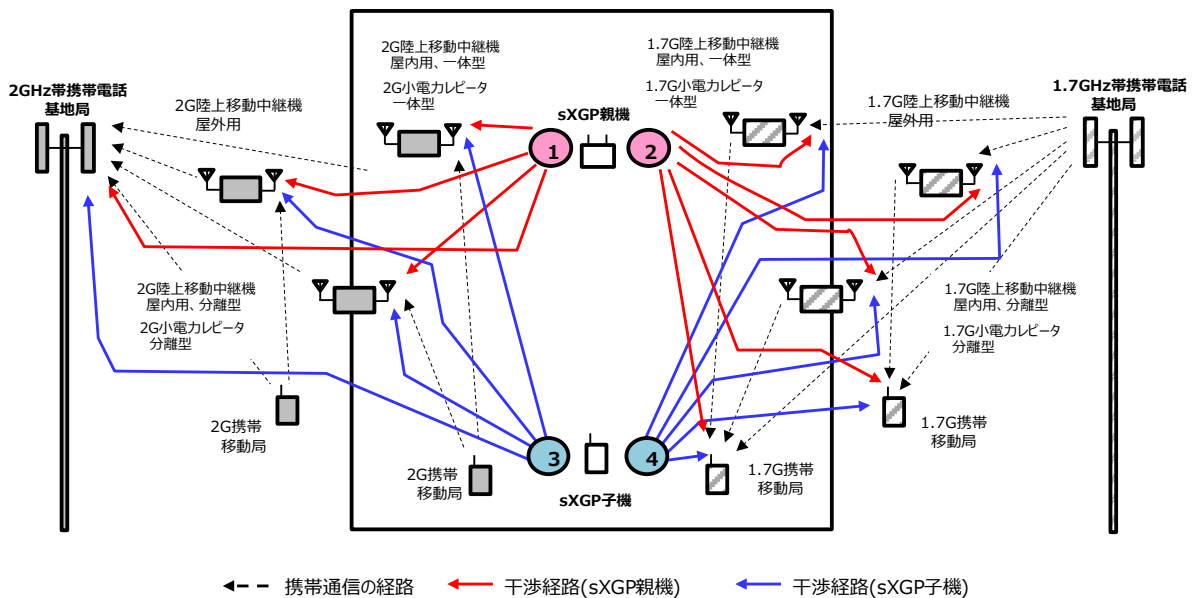 2G陸上移動中継機
屋内用、一体型
2G小電力レピータ
一体型
1.7G陸上移動中継機
屋内用、一体型
1.7G小電力レピータ
一体型
2GHz帯携帯電話
基地局
2G陸上移動中継機
屋外用
sXGP親機
1.7G陸上移動中継機
屋外用
1.7GHz帯携帯電話
基地局
1
2
2G陸上移動中継機
屋内用、分離型
2G小電力レピータ
分離型
1.7G陸上移動中継機
屋内用、分離型
1.7G小電力レピータ
分離型
2G携帯
移動局
1.7G携帯
移動局
3
4
2G携帯
移動局
1.7G携帯
移動局
sXGP子機
携帯通信の経路
干渉経路(sXGP親機)
干渉経路(sXGP子機)